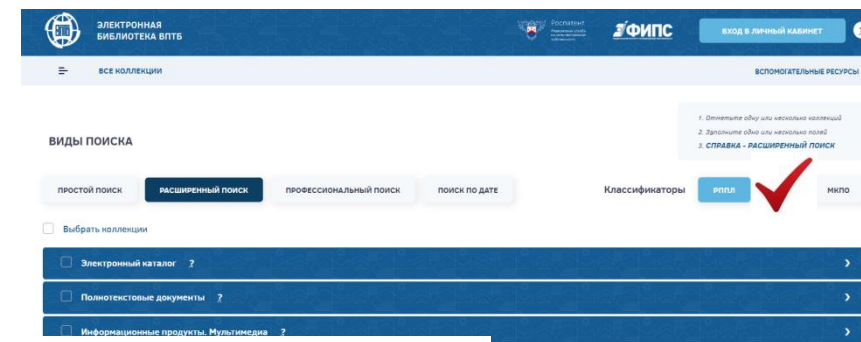 ЭЛЕКТРОННАЯ
БИБЛИОТЕКА ВПТБ
Роспатент
ФИПС
ВХОД В ЛИЧНЫЙ КАБИНЕТ
ВСЕ КОЛЛЕКЦИИ
ВСПОМОГАТЕЛЬНЫЕ РЕСУРСЫ
1. Отметьте одну или несколько коллекций
2. Заполните одно или несколько полей
3. СПРАВКА - РАСШИРЕННЫЙ ПОИСК
ВИДЫ ПОИСКА
ПРОСТОЙ ПОИСК РАСШИРЕННЫЙ ПОИСК ПРОФЕССИОНАЛЬНЫЙ ПОИСК ПОИСК ПО ДАТЕ Классификаторы РППЛ МКПО
Выбрать коллекции
Электронный каталог ?
Полнотекстовые документы ?
Информационные продукты. Мультимедиа ?